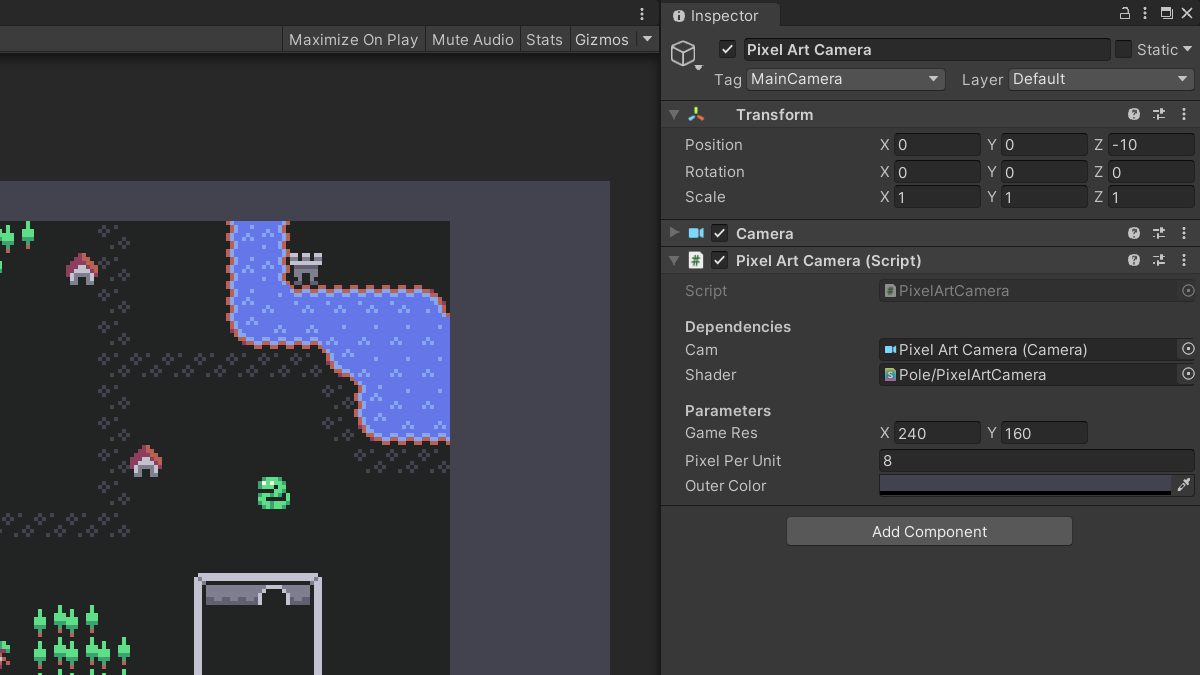 Maximize On Play Mute Audio Stats Gizmos
Inspector
Pixel Art Camera Static
Tag MainCamera Layer Default
Transform
Position X 0 Y 0 Z -10
Rotation X 0 Y 0 Z 0
Scale X 1 Y 1 Z 1
Camera
Pixel Art Camera (Script)
Script PixelArtCamera
Dependencies
Cam Pixel Art Camera (Camera)
Shader Pole/PixelArtCamera
Parameters
Game Res X 240 Y 160
Pixel Per Unit 8
Outer Color
Add Component